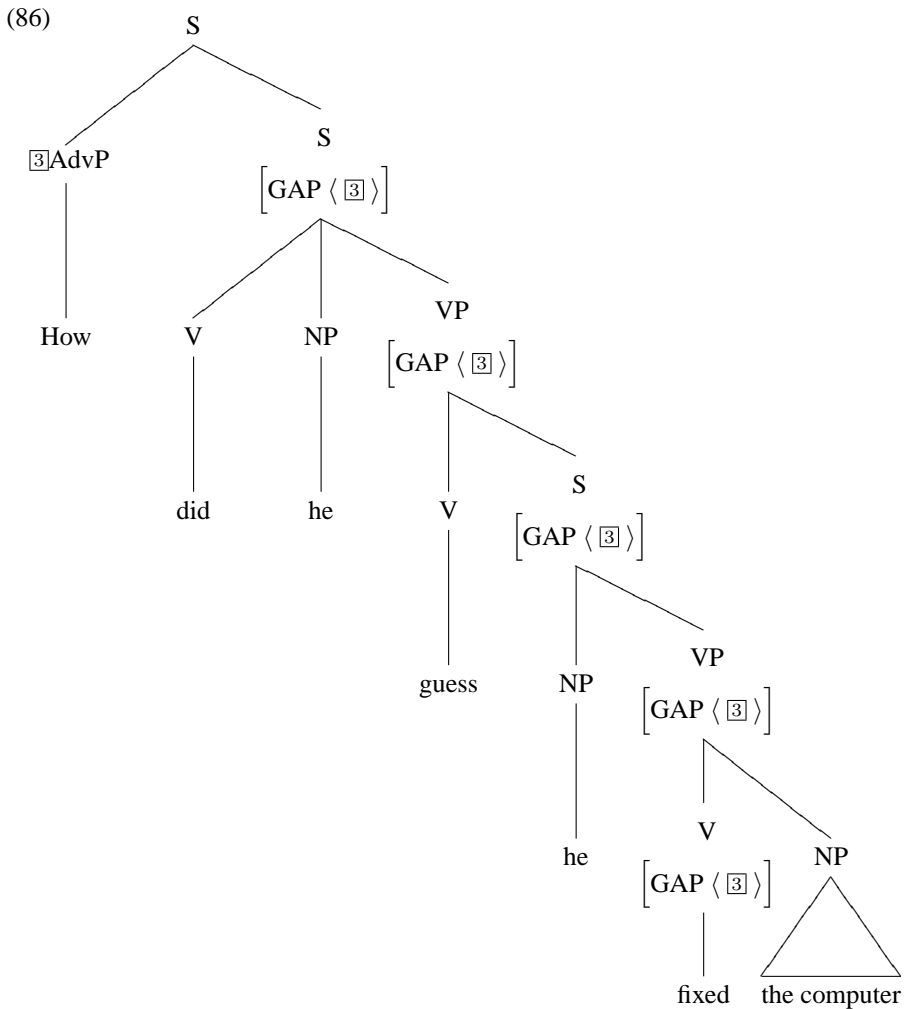 (86)
S
3AdvP
S
[GAP ⟨ 3 ⟩]
How
V
NP
VP
[GAP ⟨ 3 ⟩]
did
he
V
S
[GAP ⟨ 3 ⟩]
guess
NP
VP
[GAP ⟨ 3 ⟩]
he
V
[GAP ⟨ 3 ⟩]
NP
fixed
the computer